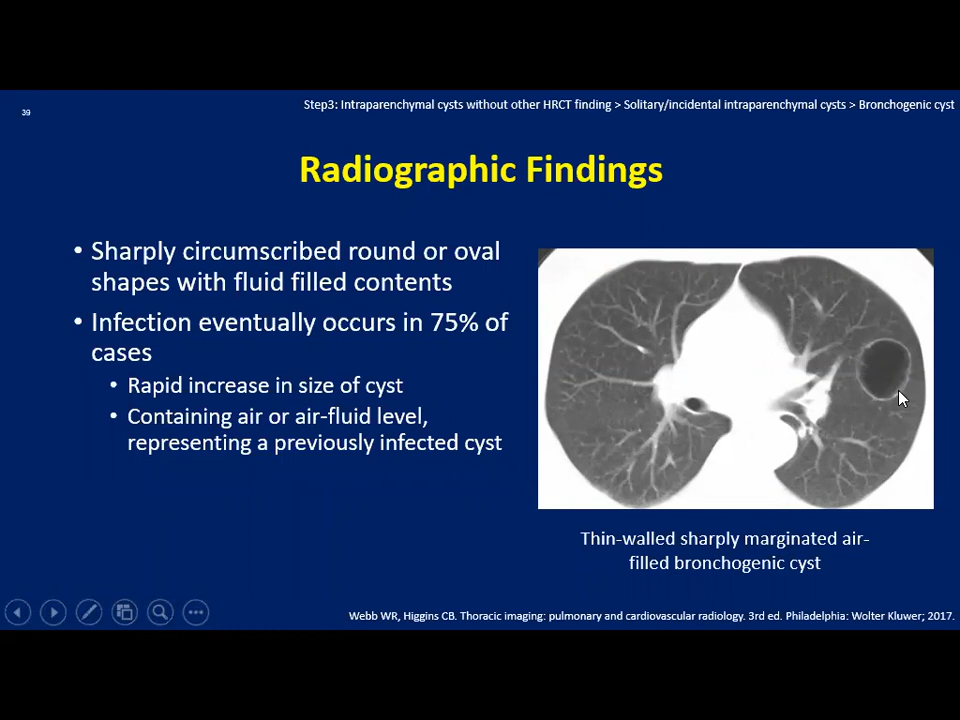 Step3: Intraparenchymal cysts without other HRCT finding > Solitary/incidental intraparenchymal cysts > Bronchogenic cyst
39
Radiographic Findings
• Sharply circumscribed round or oval
shapes with fluid filled contents
• Infection eventually occurs in 75% of
cases
• Rapid increase in size of cyst
• Containing air or air-fluid level,
representing a previously infected cyst
Thin-walled sharply marginated air-
filled bronchogenic cyst
Webb WR, Higgins CB. Thoracic imaging: pulmonary and cardiovascular radiology. 3rd ed. Philadelphia: Wolter Kluwer; 2017.